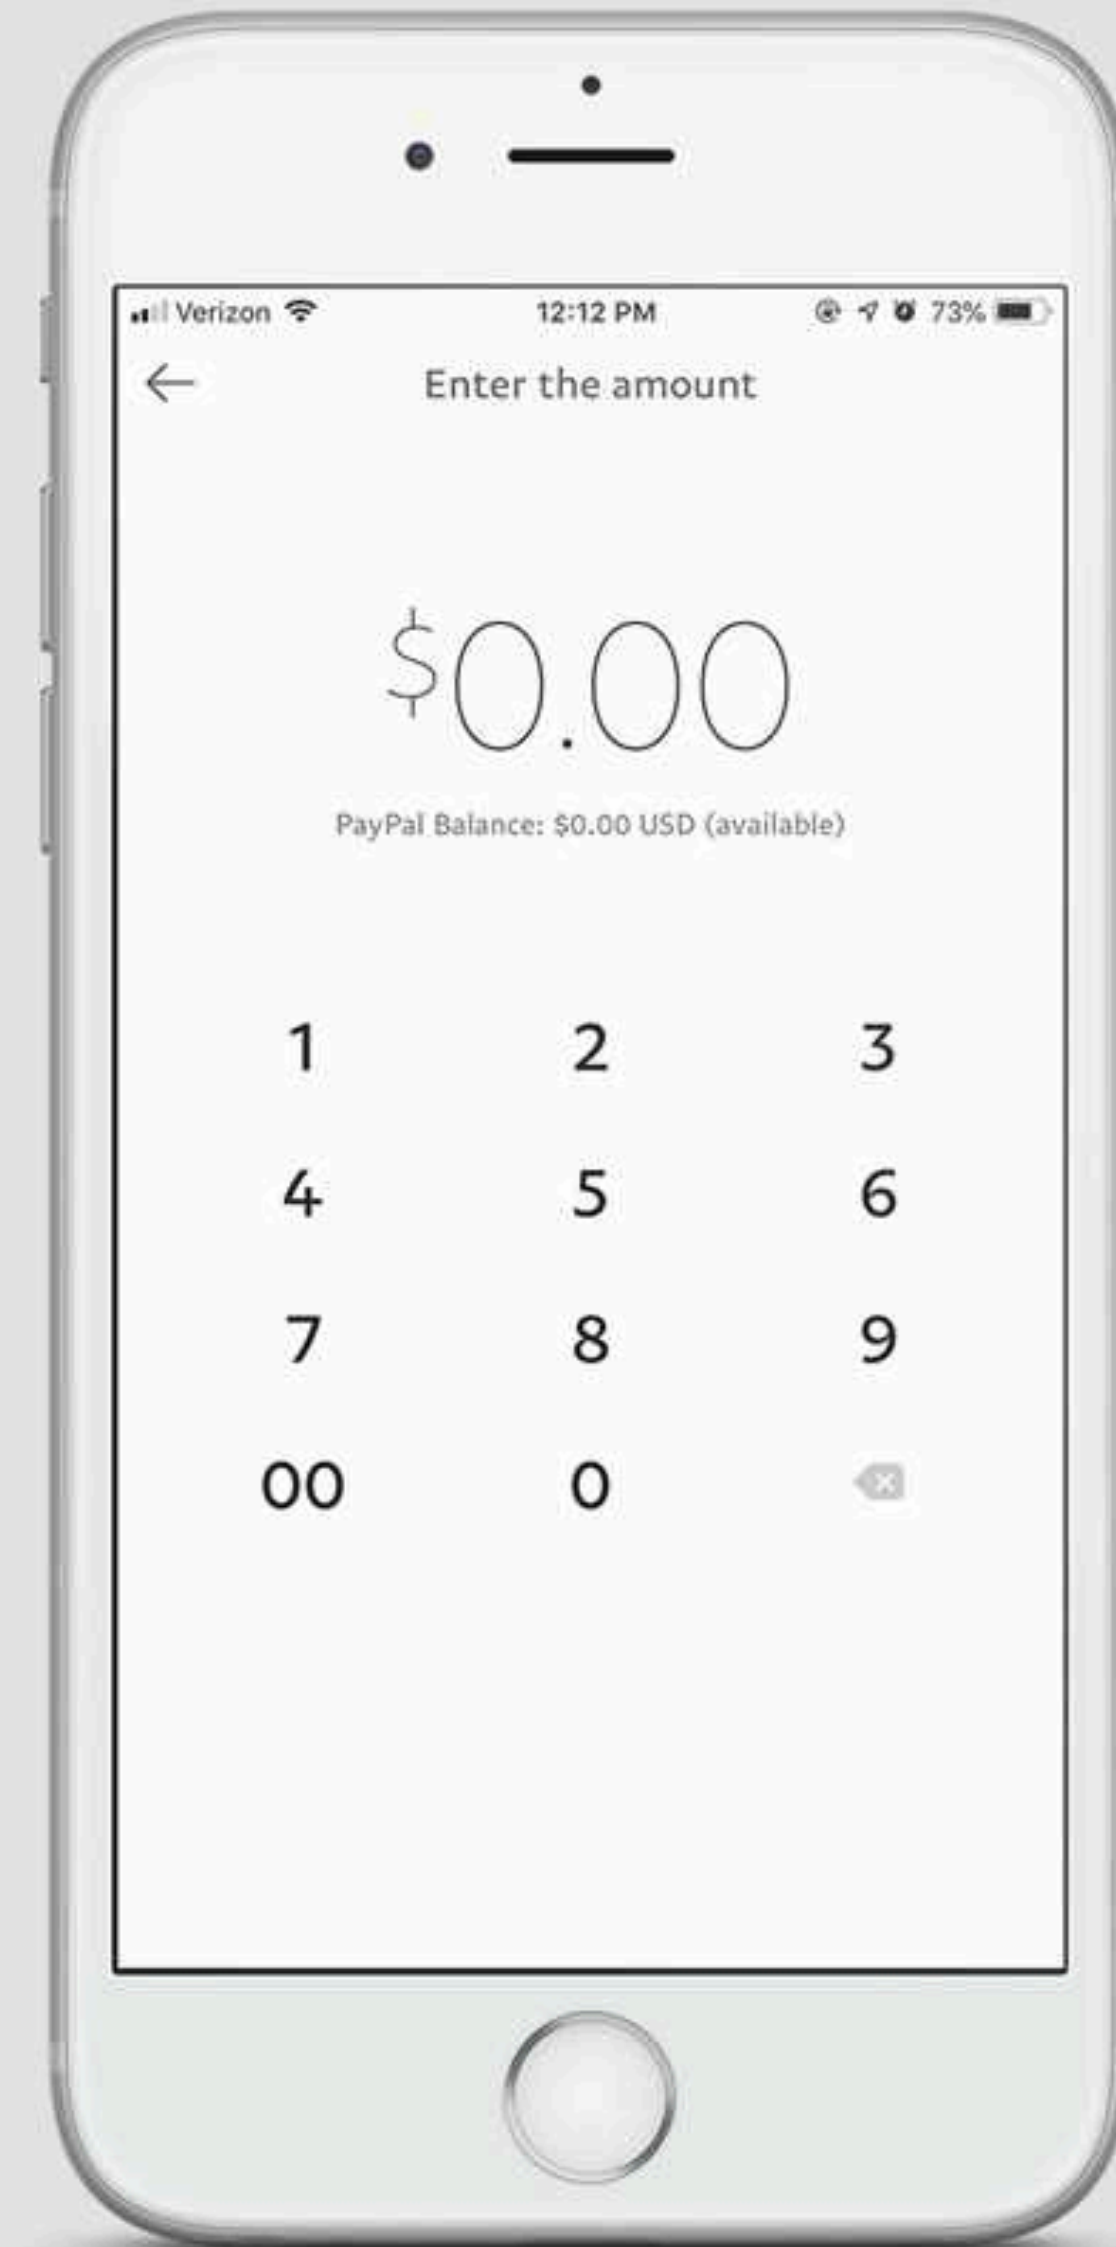 Verizon 12:12 PM 73%
Enter the amount
$0.00
PayPal Balance: $0.00 USD (available)
1 2 3
4 5 6
7 8 9
00 0